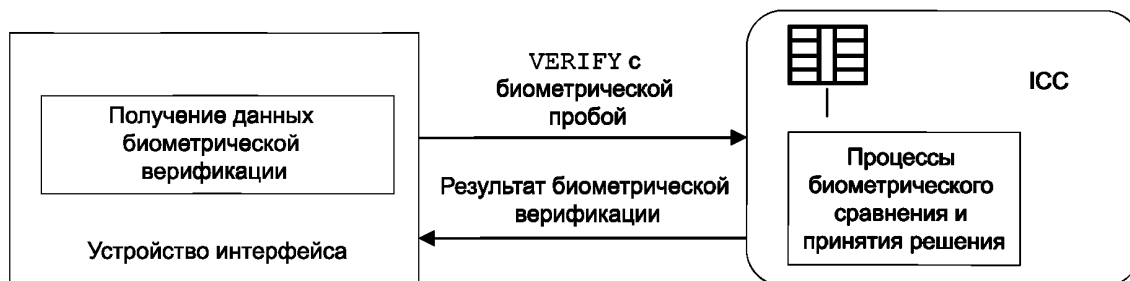 Получение данных
биометрической
верификации
Устройство интерфейса
VERIFY с
биометрической
пробой
Результат биометрической
верификации
ICC
Процессы
биометрического
сравнения и
принятия решения